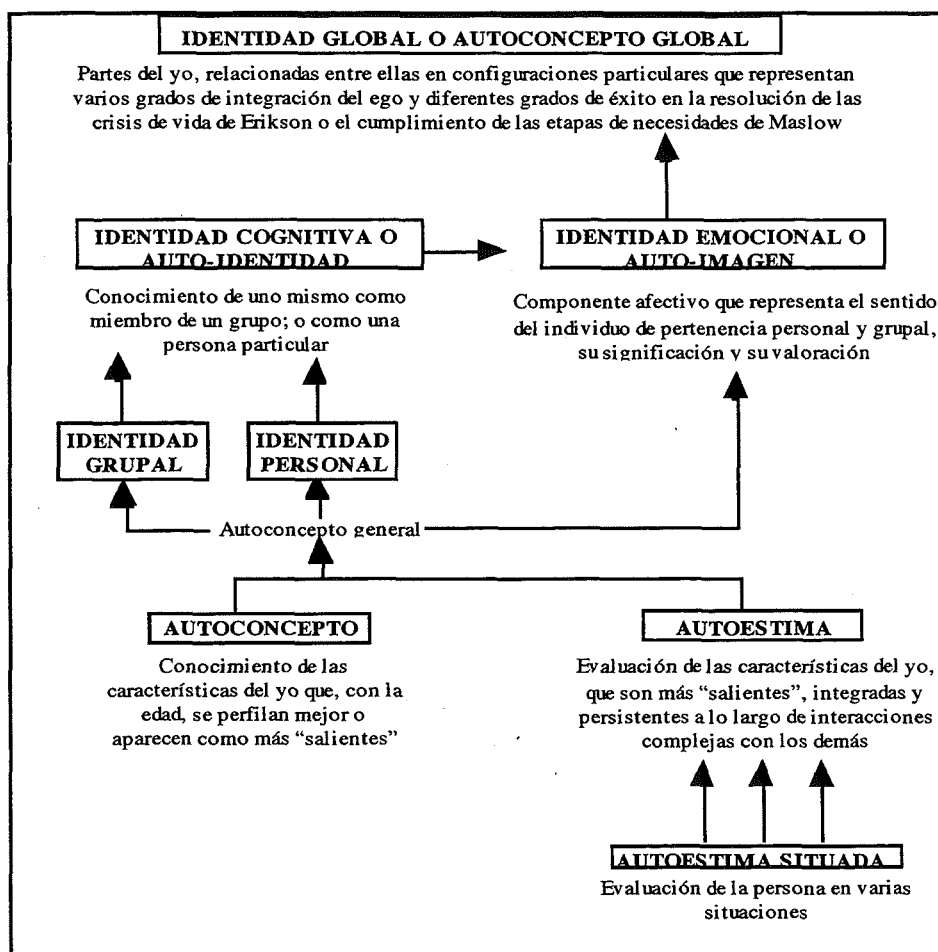 IDENTIDAD GLOBAL O AUTOCONCEPTO GLOBAL
Partes del yo, relacionadas entre ellas en configuraciones particulares que representan
varios grados de integración del ego y diferentes grados de éxito en la resolución de las
crisis de vida de Erikson o el cumplimiento de las etapas de necesidades de Maslow
IDENTIDAD COGNITIVA O
AUTO-IDENTIDAD
Conocimiento de uno mismo como
miembro de un grupo; o como una
persona particular
IDENTIDAD EMOCIONAL O
AUTO-IMAGEN
Componente afectivo que representa el sentido
del individuo de pertenencia personal y grupal,
su significación y su valoración
IDENTIDAD
GRUPAL
IDENTIDAD
PERSONAL
Autoconcepto general
AUTOCONCEPTO
Conocimiento de las
características del yo que, con la
edad, se perfilan mejor o
aparecen como más “salientes”
AUTOESTIMA
Evaluación de las características del yo,
que son más “salientes”, integradas y
persistentes a lo largo de interacciones
complejas con los demás
AUTOESTIMA SITUADA
Evaluación de la persona en varias
situaciones